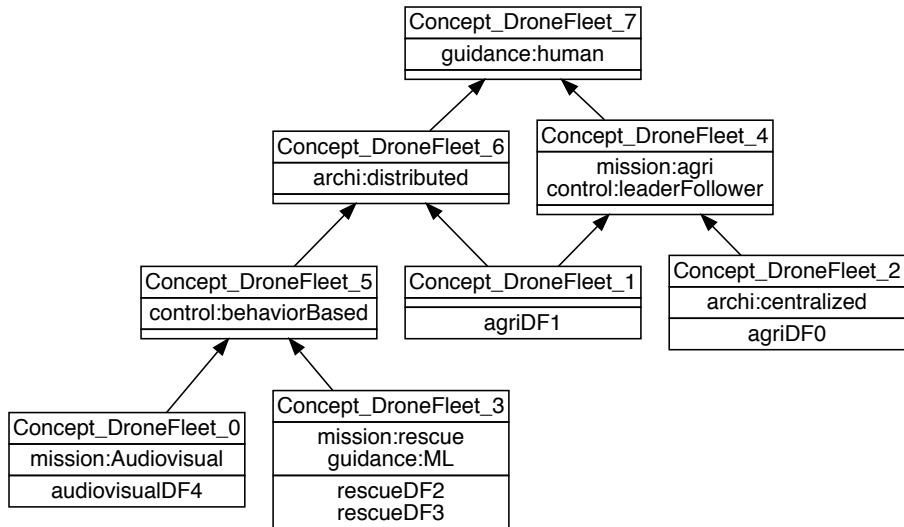 Concept_DroneFleet_7
guidance:human
Concept_DroneFleet_6
archi:distributed
Concept_DroneFleet_4
mission:agri
control:leaderFollower
Concept_DroneFleet_5
control:behaviorBased
Concept_DroneFleet_1
agriDF1
Concept_DroneFleet_2
archi:centralized
agriDF0
Concept_DroneFleet_0
mission:Audiovisual
audiovisualDF4
Concept_DroneFleet_3
mission:rescue
guidance:ML
rescueDF2
rescueDF3